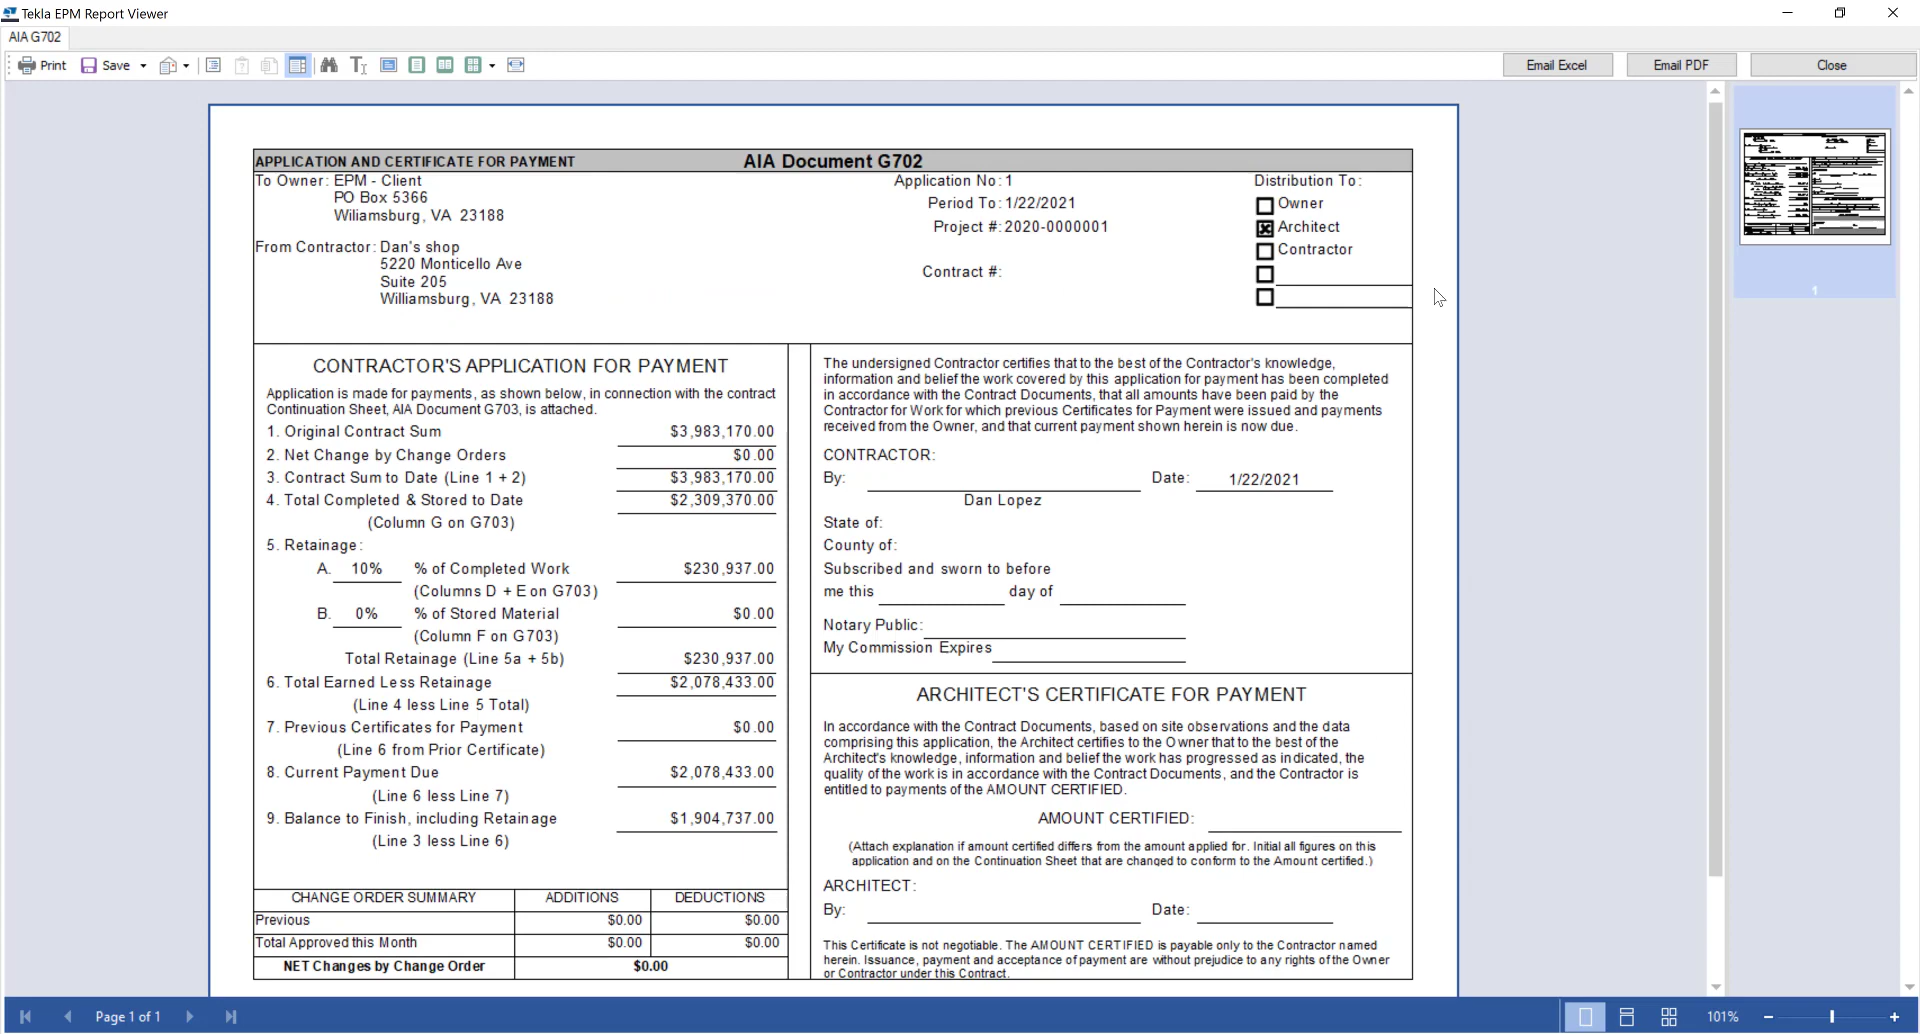 Tekla EPM Report Viewer
AIA G702
Print Save Email Excel Email PDF Close
APPLICATION AND CERTIFICATE FOR PAYMENT AIA Document G702
To Owner: EPM - Client
PO Box 5366
Wiliamsburg, VA 23188
From Contractor: Dan's shop
5220 Monticello Ave
Suite 205
Williamsburg, VA 23188
Application No: 1
Period To: 1/22/2021
Project #: 2020-0000001
Contract #:
Distribution To:
Owner
Architect
Contractor
CONTRACTOR'S APPLICATION FOR PAYMENT
Application is made for payments, as shown below, in connection with the contract
Continuation Sheet, AIA Document G703, is attached.
1. Original Contract Sum $3,983,170.00
2. Net Change by Change Orders $0.00
3. Contract Sum to Date (Line 1 + 2) $3,983,170.00
4. Total Completed & Stored to Date $2,309,370.00
(Column G on G703)
5. Retainage:
A. 10% % of Completed Work $230,937.00
(Columns D + E on G703)
B. 0% % of Stored Material $0.00
(Column F on G703)
Total Retainage (Line 5a + 5b) $230,937.00
6. Total Earned Less Retainage $2,078,433.00
(Line 4 less Line 5 Total)
7. Previous Certificates for Payment $0.00
(Line 6 from Prior Certificate)
8. Current Payment Due $2,078,433.00
(Line 6 less Line 7)
9. Balance to Finish, including Retainage $1,904,737.00
(Line 3 less Line 6)
CHANGE ORDER SUMMARY ADDITIONS DEDUCTIONS
Previous $0.00 $0.00
Total Approved this Month $0.00 $0.00
NET Changes by Change Order $0.00
The undersigned Contractor certifies that to the best of the Contractor's knowledge,
information and belief the work covered by this application for payment has been completed
in accordance with the Contract Documents, that all amounts have been paid by the
Contractor for Work for which previous Certificates for Payment were issued and payments
received from the Owner, and that current payment shown herein is now due.
CONTRACTOR:
By: Date: 1/22/2021
Dan Lopez
State of:
County of:
Subscribed and sworn to before
me this day of
Notary Public:
My Commission Expires
ARCHITECT'S CERTIFICATE FOR PAYMENT
In accordance with the Contract Documents, based on site observations and the data
comprising this application, the Architect certifies to the Owner that to the best of the
Architect's knowledge, information and belief the work has progressed as indicated, the
quality of the work is in accordance with the Contract Documents, and the Contractor is
entitled to payments of the AMOUNT CERTIFIED.
AMOUNT CERTIFIED:
(Attach explanation if amount certified differs from the amount applied for. Initial all figures on this
application and on the Continuation Sheet that are changed to conform to the Amount certified.)
ARCHITECT:
By: Date:
This Certificate is not negotiable. The AMOUNT CERTIFIED is payable only to the Contractor named
herein. Issuance, payment and acceptance of payment are without prejudice to any rights of the Owner
or Contractor under this Contract.
1
Page 1 of 1
101%